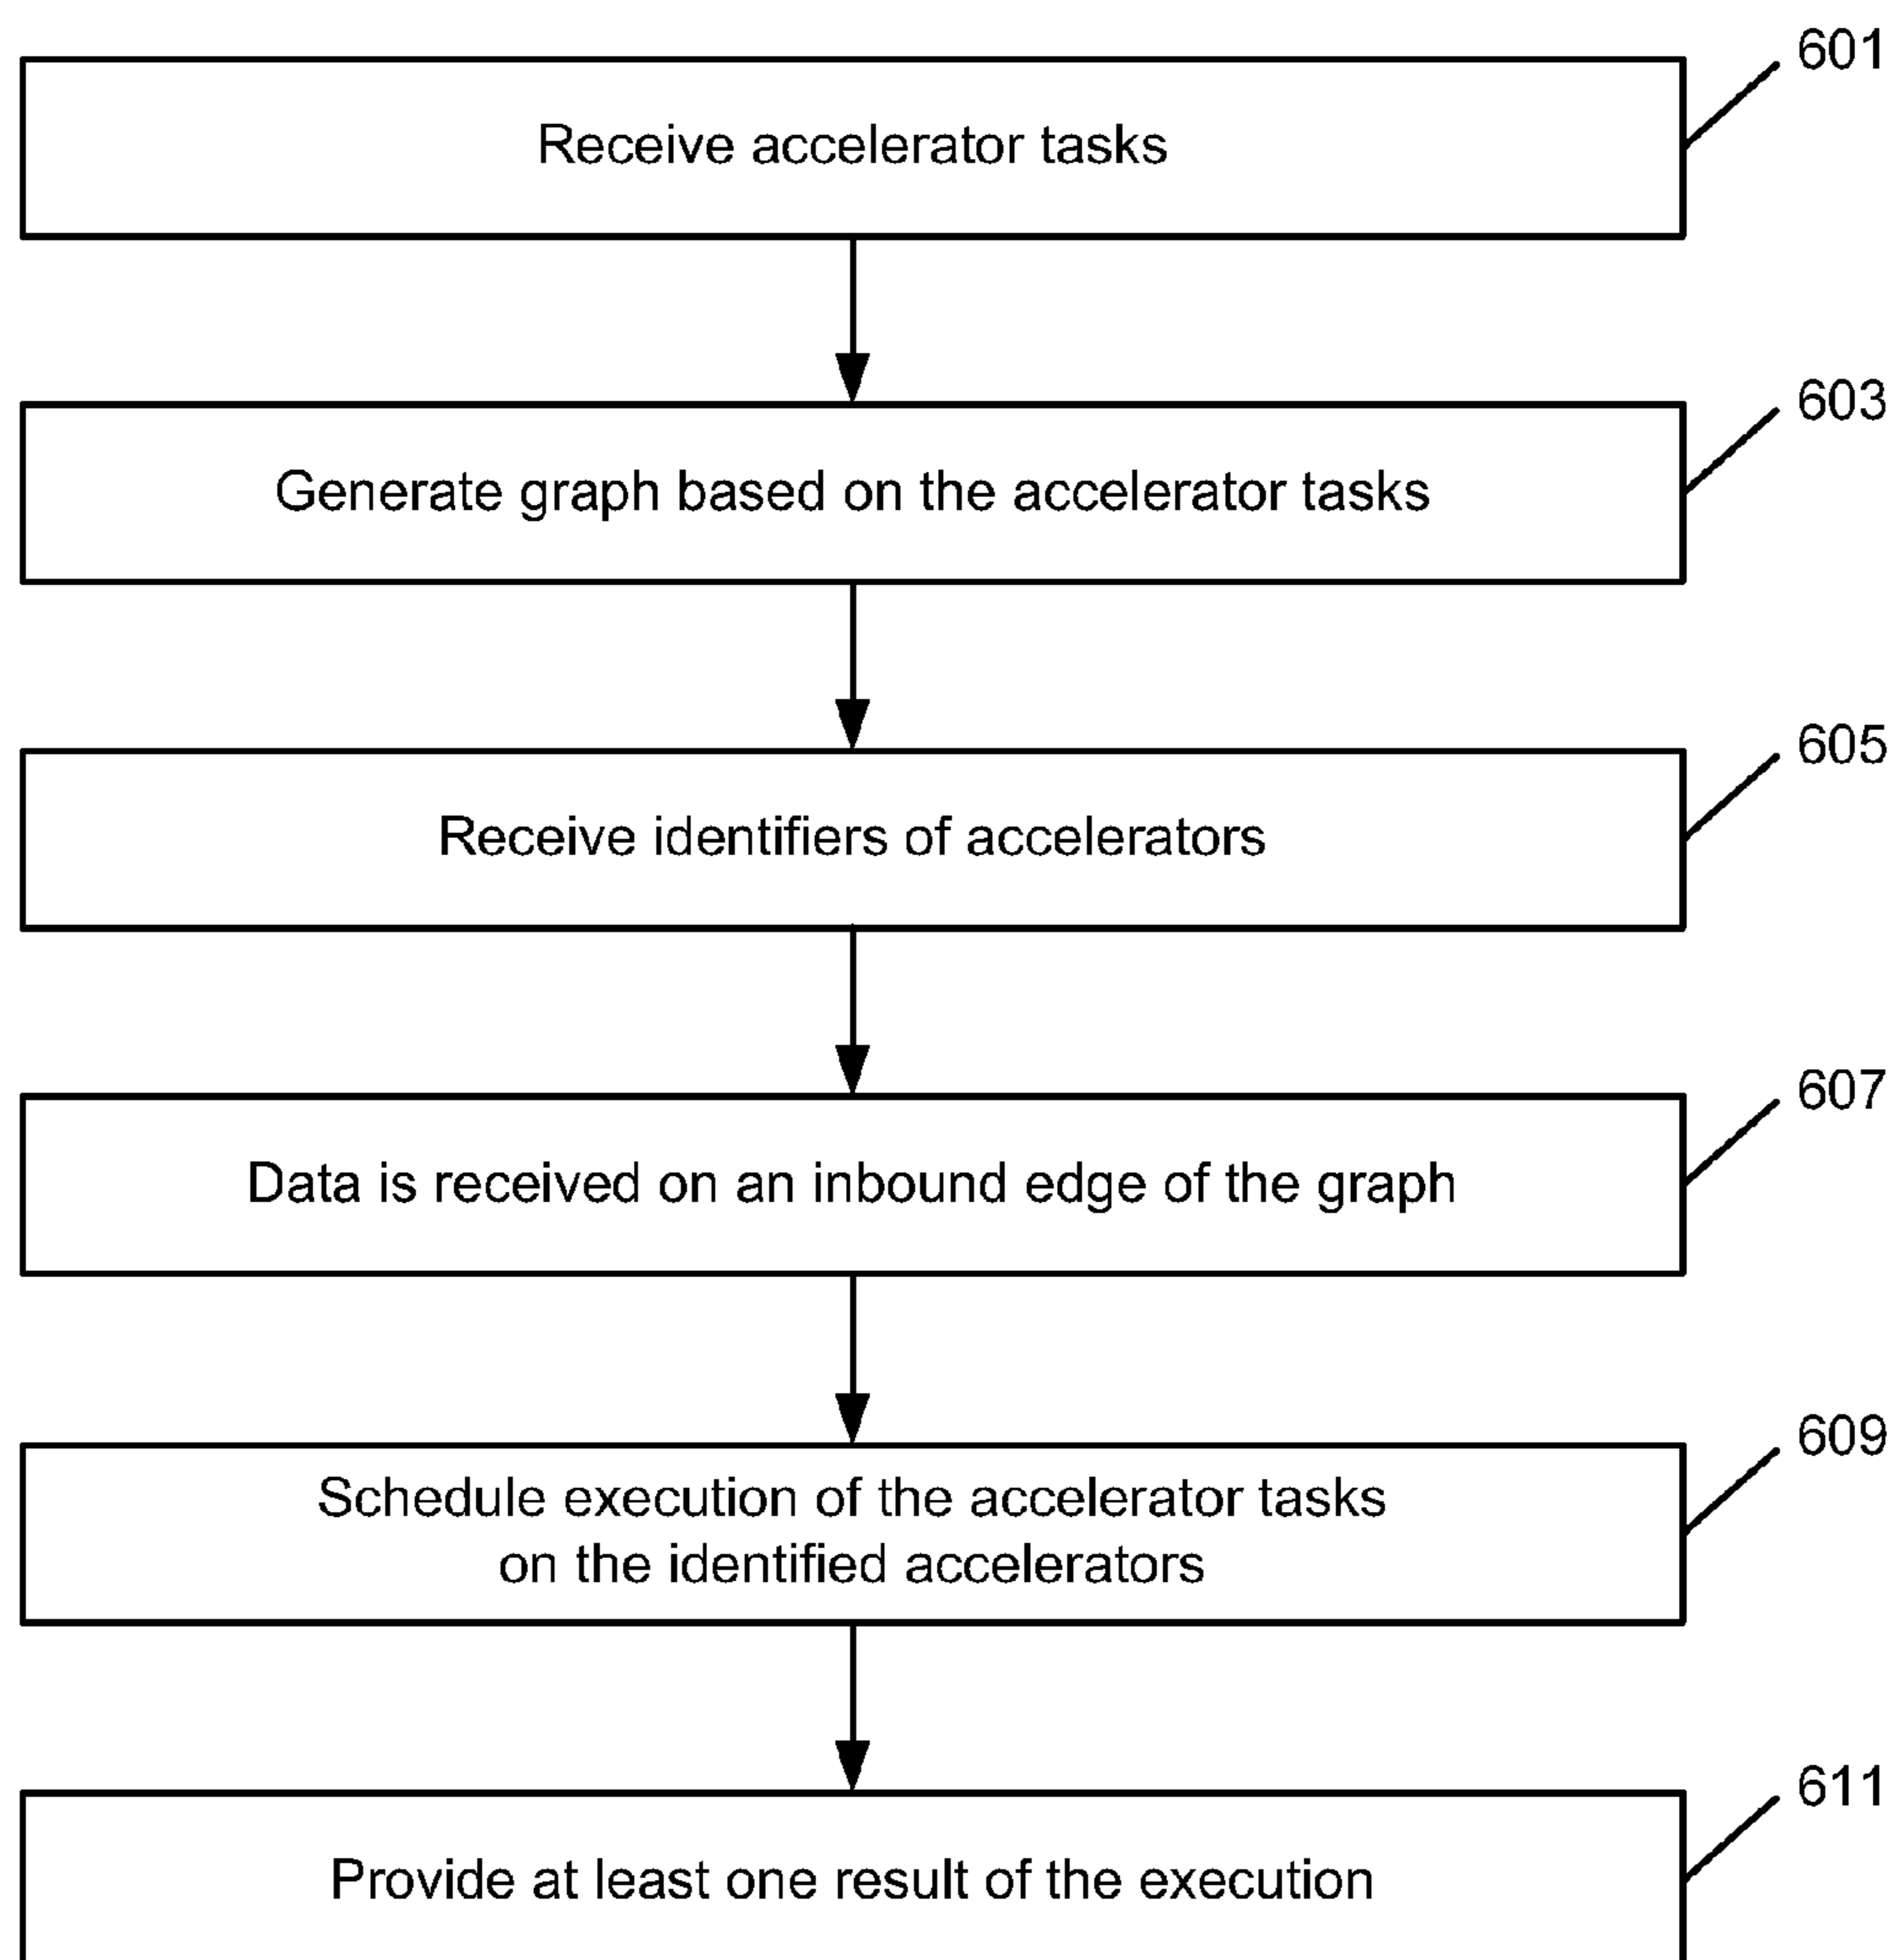 601
Receive accelerator tasks
603
Generate graph based on the accelerator tasks
605
Receive identifiers of accelerators
607
Data is received on an inbound edge of the graph
609
Schedule execution of the accelerator tasks
on the identified accelerators
611
Provide at least one result of the execution